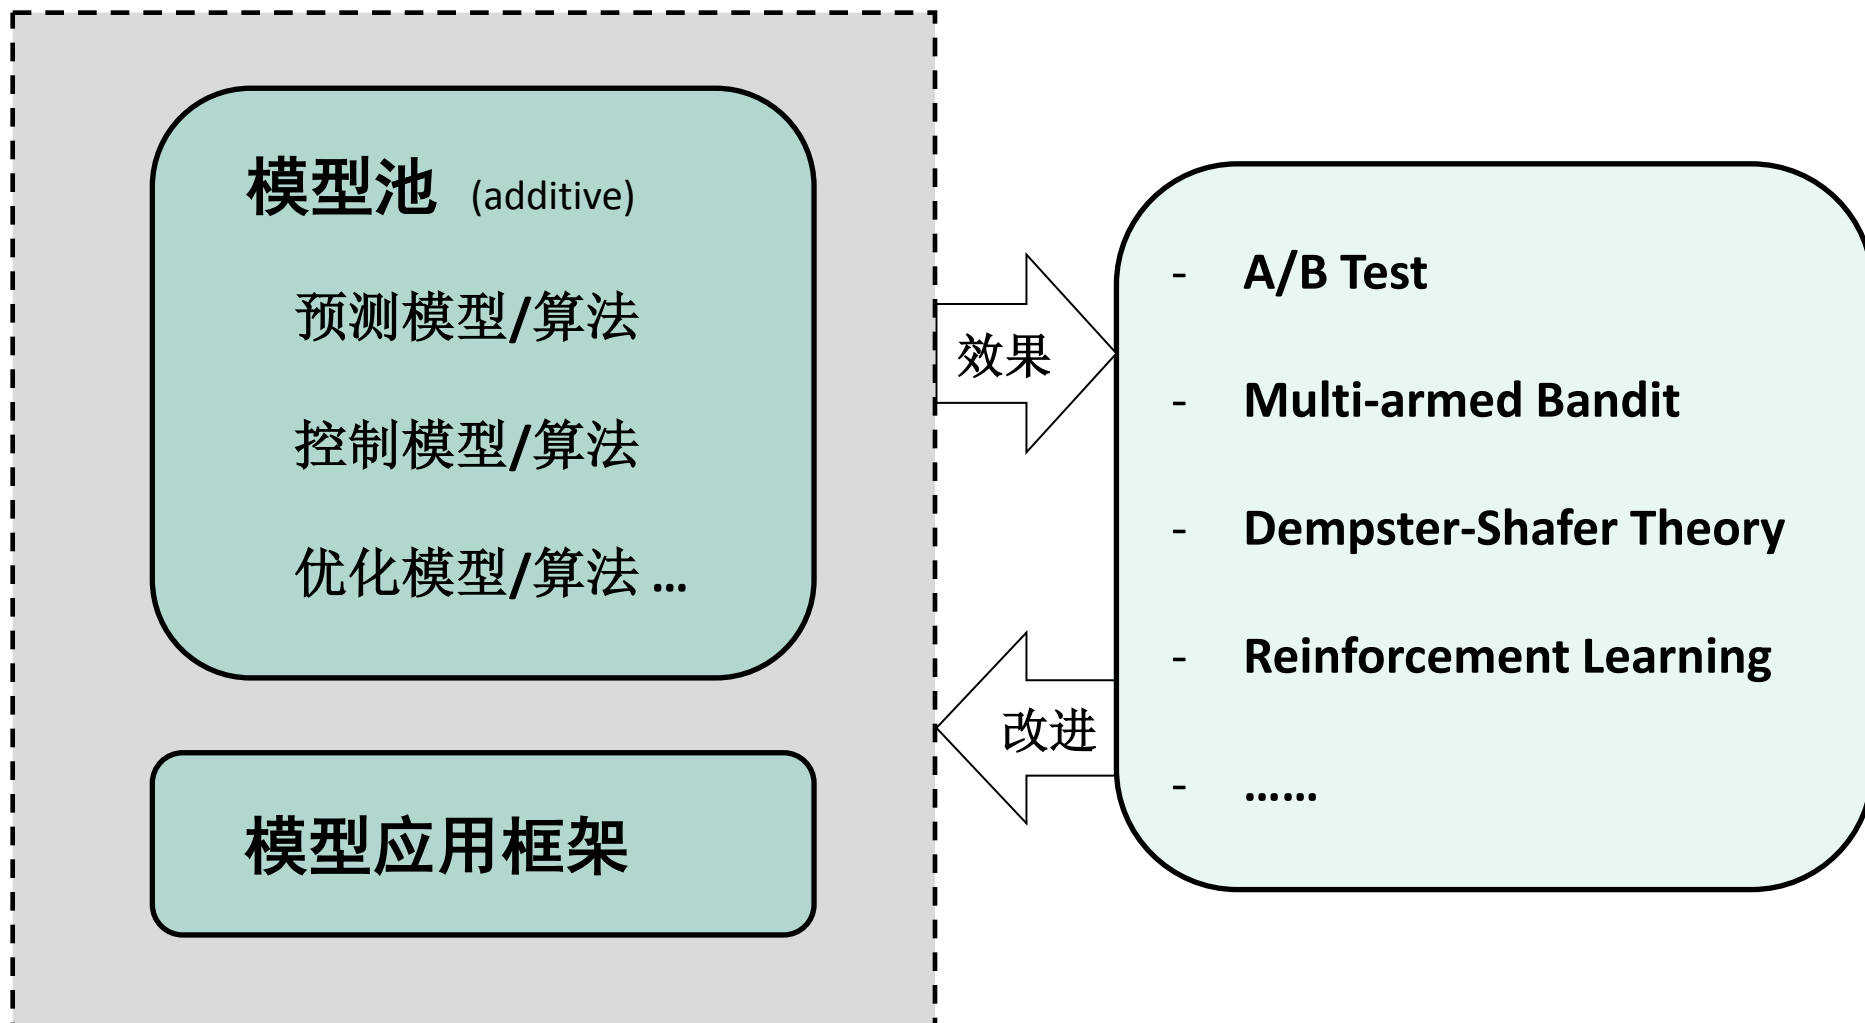 模型池 (additive)
预测模型/算法
控制模型/算法
优化模型/算法 ...
模型应用框架
效果
改进
- A/B Test
- Multi-armed Bandit
- Dempster-Shafer Theory
- Reinforcement Learning
- ......